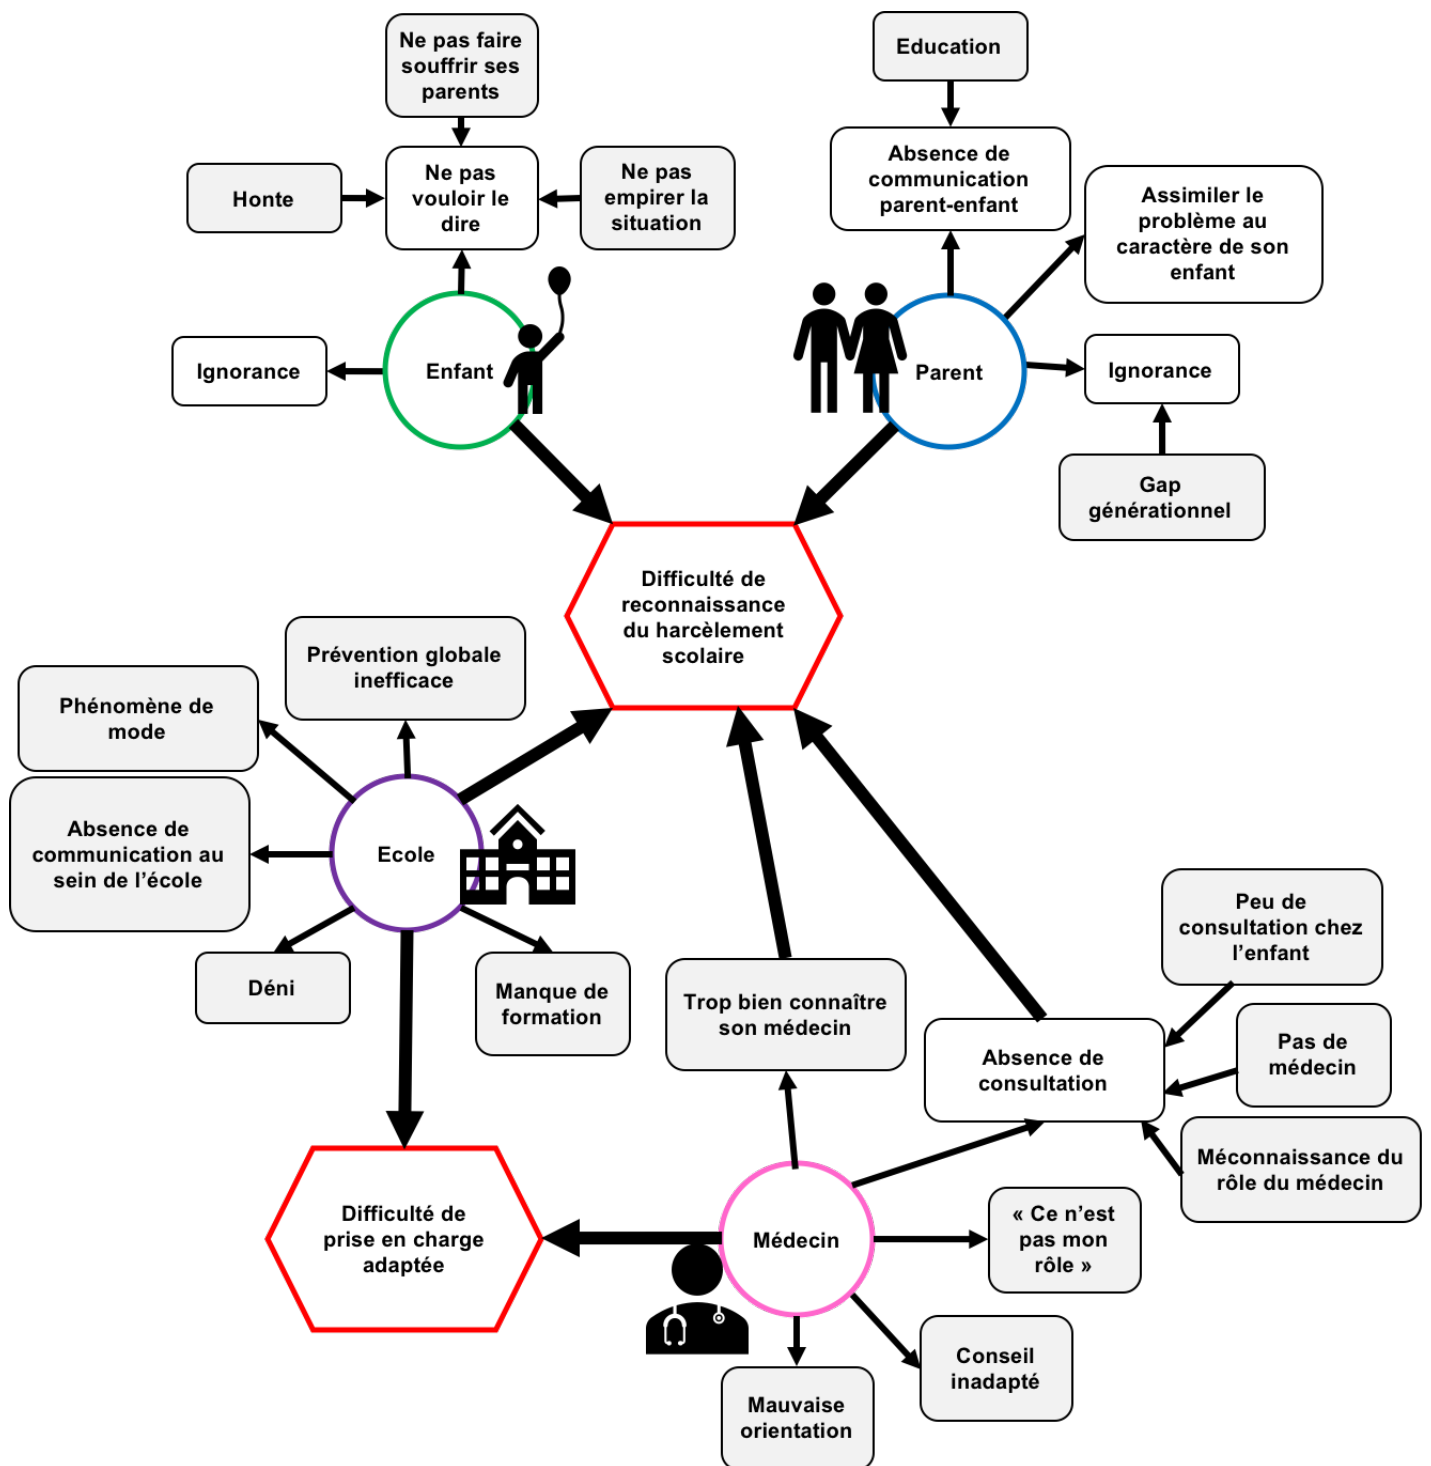 Ne pas faire
souffrir ses
parents
Education
Honte
Ne pas
vouloir le
dire
Ne pas
empirer la
situation
Absence de
communication
parent-enfant
Assimiler le
problème au
caractère de son
enfant
Ignorance
Enfant
Parent
Ignorance
Gap
générationnel
Difficulté de
reconnaissance
du harcèlement
scolaire
Prévention globale
inefficace
Phénomène de
mode
Absence de
communication au
sein de l’école
Ecole
Déni
Manque de
formation
Trop bien connaître
son médecin
Absence de
consultation
Peu de
consultation chez
l’enfant
Pas de
médecin
Méconnaissance du
rôle du médecin
Difficulté de
prise en charge
adaptée
Médecin
« Ce n’est
pas mon
rôle »
Conseil
inadapté
Mauvaise
orientation